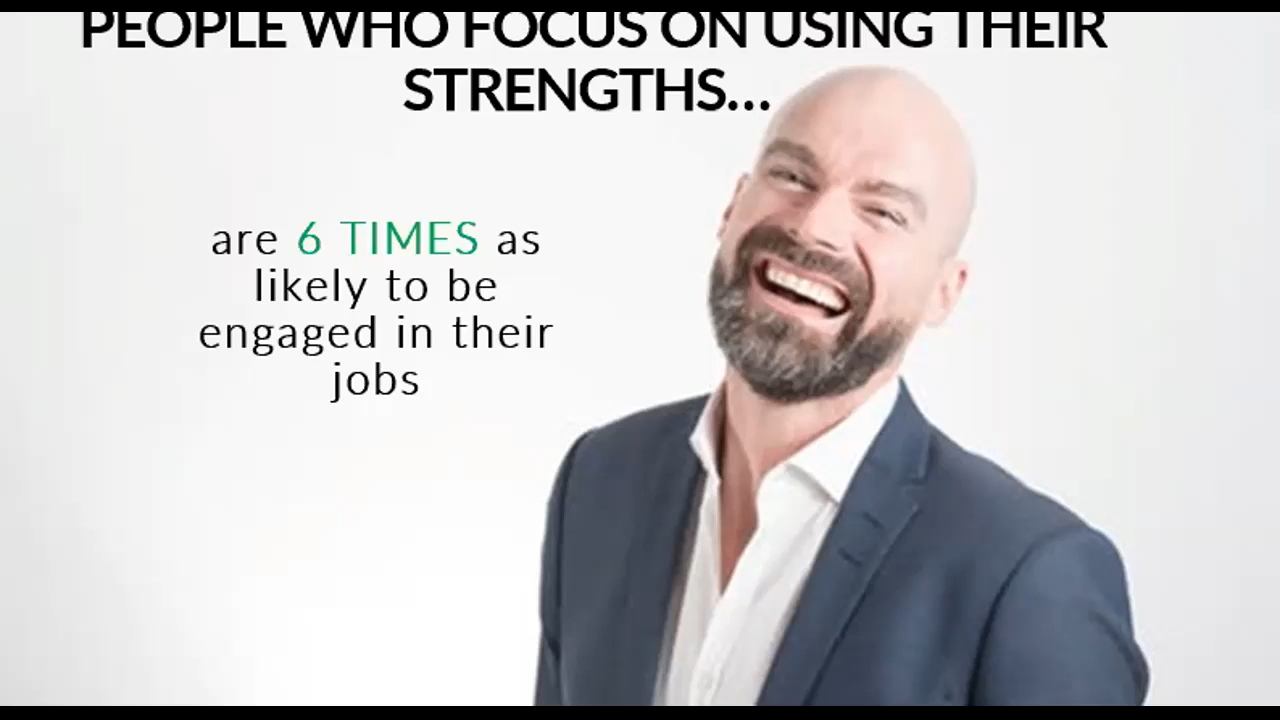 PEOPLE WHO FOCUS ON USING THEIR
STRENGTHS...
are 6 TIMES as
likely to be
engaged in their
jobs